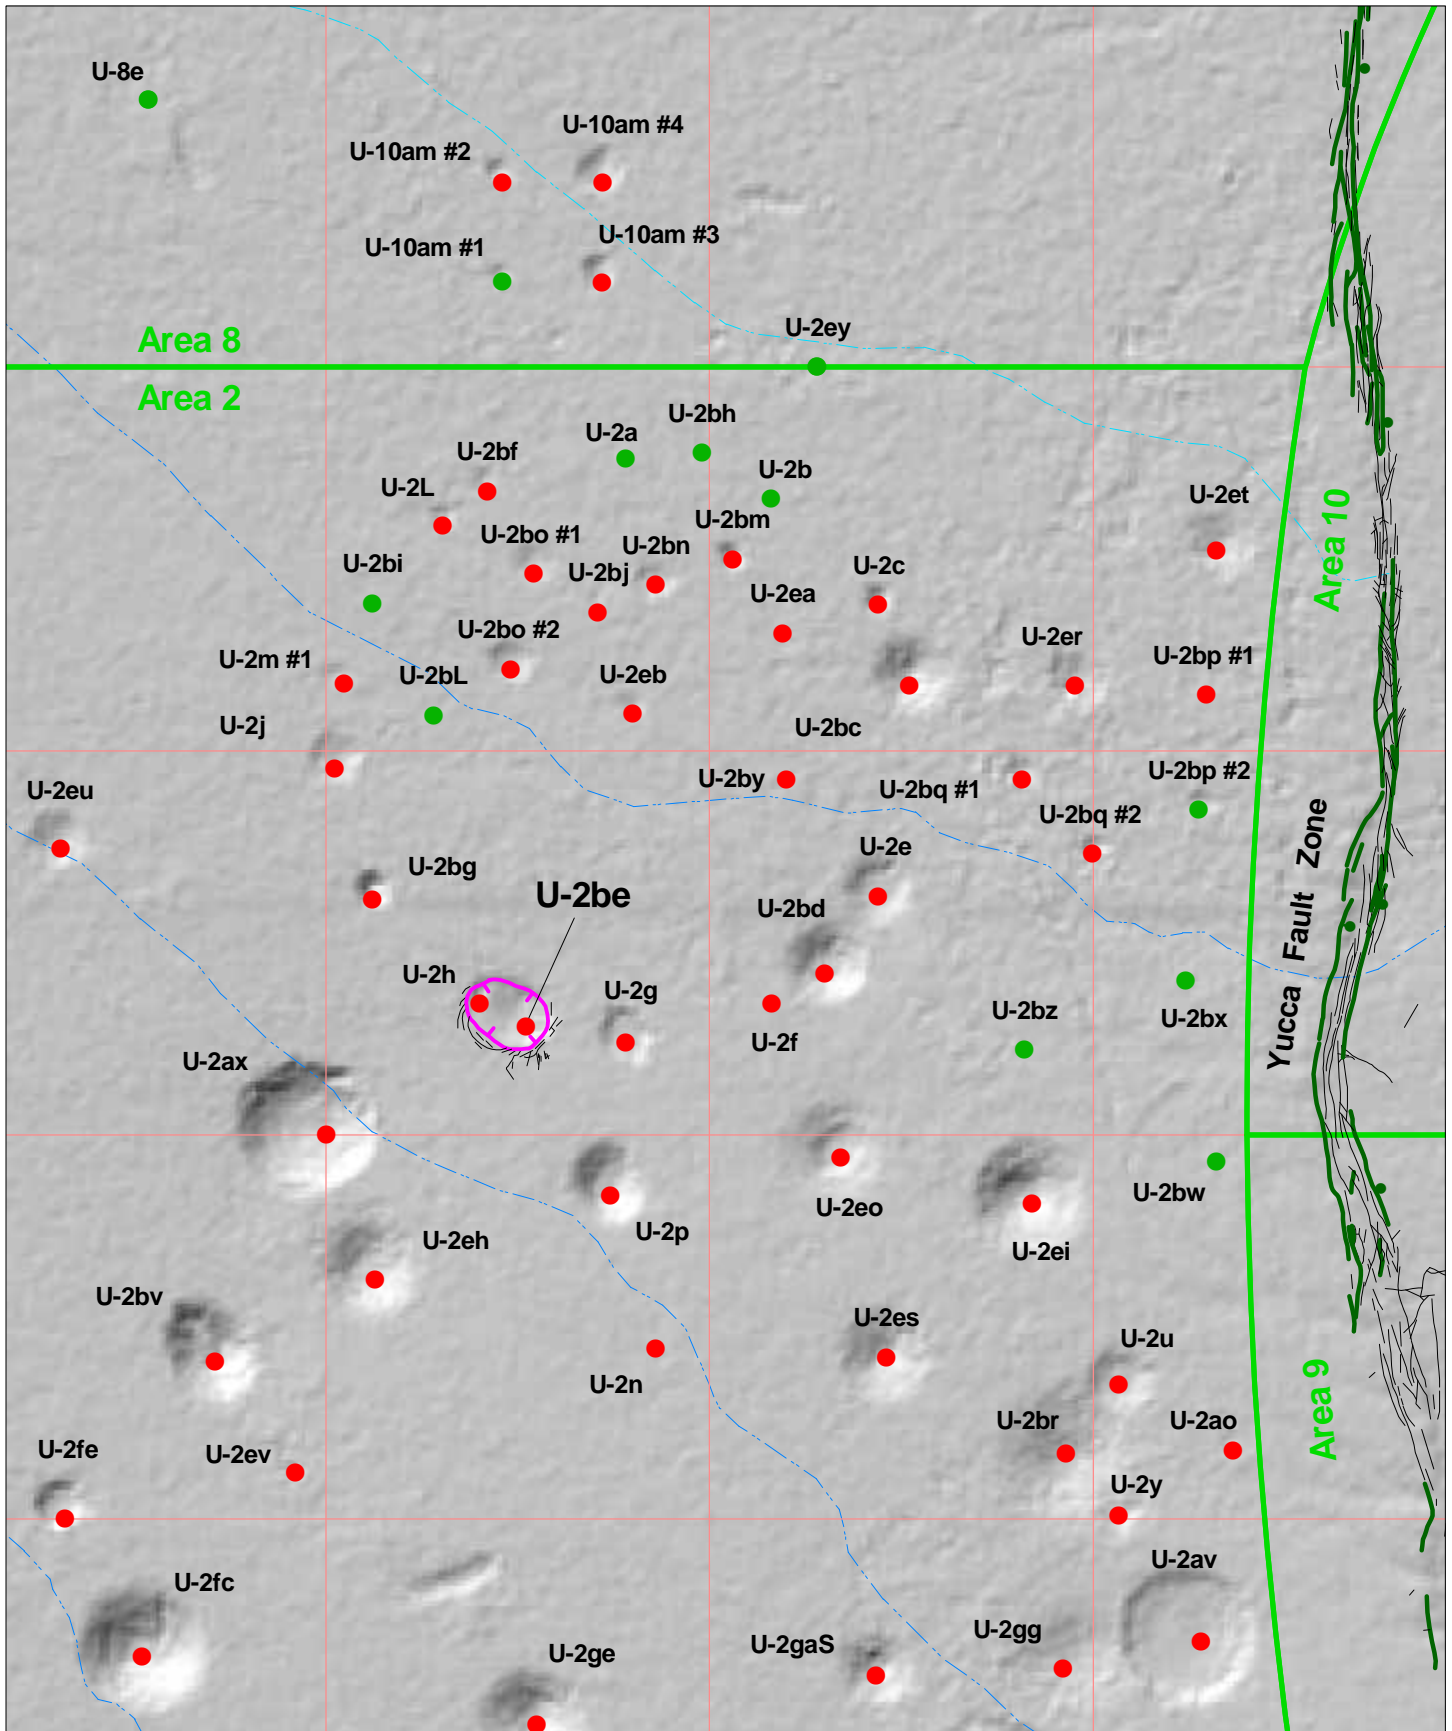 U-8e
U-10am #4
U-10am #2
U-10am #3
U-10am #1
U-2ey
Area 8
Area 2
U-2bh
U-2a
U-2bf
U-2b
U-2L
U-2et
U-2bm
U-2bo #1
U-2bn
U-2bi
U-2bj
U-2c
Area 10
U-2ea
U-2bo #2
U-2er
U-2bp #1
U-2m #1
U-2bL
U-2eb
U-2j
U-2bc
U-2by
U-2bq #1
U-2bp #2
U-2eu
U-2bq #2
U-2e
U-2bg
U-2be
U-2bd
Yucca Fault Zone
U-2h
U-2g
U-2f
U-2bz
U-2bx
U-2ax
U-2bw
U-2eo
U-2p
U-2eh
U-2ei
U-2bv
U-2es
U-2u
U-2n
U-2br
U-2ao
Area 9
U-2fe
U-2ev
U-2y
U-2av
U-2fc
U-2ge
U-2gaS
U-2gg